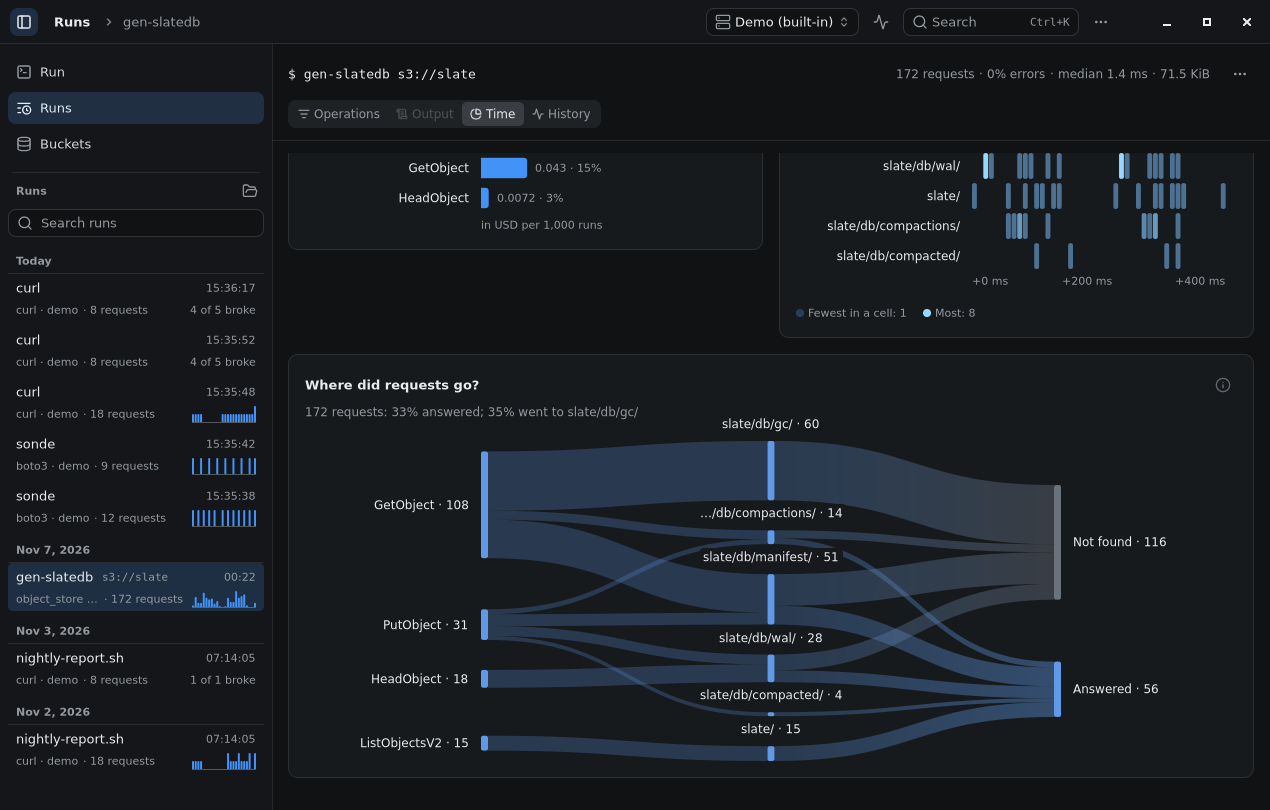 Runs › gen-slatedb
Demo (built-in)
Search Ctrl+K
Run
Runs
Buckets
Runs
Search runs
Today
curl 15:36:17
curl · demo · 8 requests 4 of 5 broke
curl 15:35:52
curl · demo · 8 requests 4 of 5 broke
curl 15:35:48
curl · demo · 18 requests
sonde 15:35:42
boto3 · demo · 9 requests
sonde 15:35:38
boto3 · demo · 12 requests
Nov 7, 2026
gen-slatedb s3://slate 00:22
object_store ... · 172 requests
Nov 3, 2026
nightly-report.sh 07:14:05
curl · demo · 8 requests 1 of 1 broke
Nov 2, 2026
nightly-report.sh 07:14:05
curl · demo · 18 requests
$ gen-slatedb s3://slate
172 requests · 0% errors · median 1.4 ms · 71.5 KiB
Operations Output Time History
GetObject 0.043 · 15%
HeadObject 0.0072 · 3%
in USD per 1,000 runs
slate/db/wal/
slate/
slate/db/compactions/
slate/db/compacted/
+0 ms +200 ms +400 ms
Fewest in a cell: 1 Most: 8
Where did requests go?
172 requests: 33% answered; 35% went to slate/db/gc/
slate/db/gc/ · 60
GetObject · 108
.../db/compactions/ · 14
Not found · 116
slate/db/manifest/ · 51
PutObject · 31
slate/db/wal/ · 28
HeadObject · 18
slate/db/compacted/ · 4
Answered · 56
slate/ · 15
ListObjectsV2 · 15